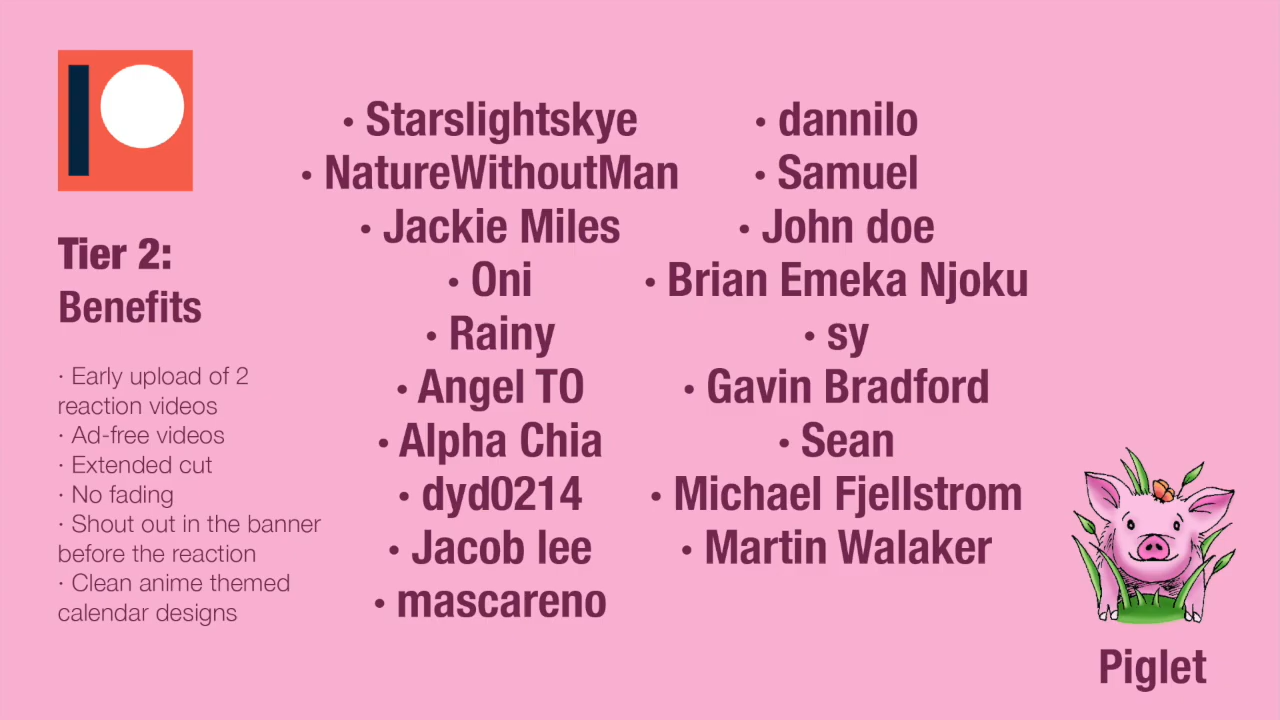 Tier 2:
Benefits
· Early upload of 2
reaction videos
· Ad-free videos
· Extended cut
· No fading
· Shout out in the banner
before the reaction
· Clean anime themed
calendar designs
• Starslightskye
• NatureWithoutMan
• Jackie Miles
• Oni
• Rainy
• Angel TO
• Alpha Chia
• dyd0214
• Jacob lee
• mascareno
• dannilo
• Samuel
• John doe
• Brian Emeka Njoku
• sy
• Gavin Bradford
• Sean
• Michael Fjellstrom
• Martin Walaker
Piglet